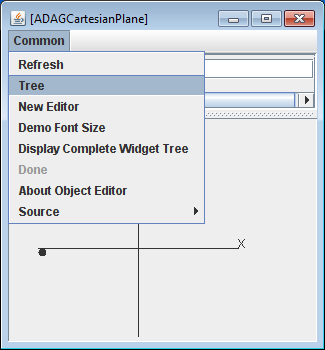 [ADAGCartesianPlane]
Common
Refresh
Tree
New Editor
Demo Font Size
Display Complete Widget Tree
Done
About Object Editor
Source
X